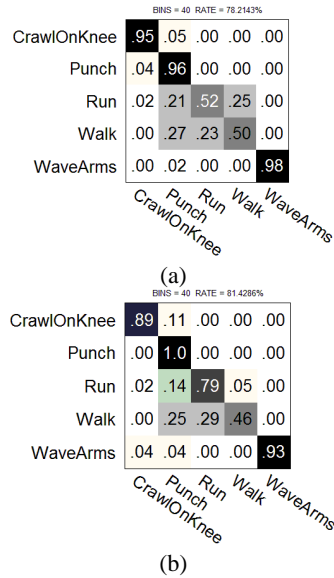 BINS = 40 RATE = 78.2143%
CrawlOnKnee .95 .05 .00 .00 .00
Punch .04 .96 .00 .00 .00
Run .02 .21 .52 .25 .00
Walk .00 .27 .23 .50 .00
WaveArms .00 .02 .00 .00 .98
CrawlOnKnee Punch Run Walk WaveArms
(a)
BINS = 40 RATE = 81.4286%
CrawlOnKnee .89 .11 .00 .00 .00
Punch .00 1.0 .00 .00 .00
Run .02 .14 .79 .05 .00
Walk .00 .25 .29 .46 .00
WaveArms .04 .04 .00 .00 .93
CrawlOnKnee Punch Run Walk WaveArms
(b)